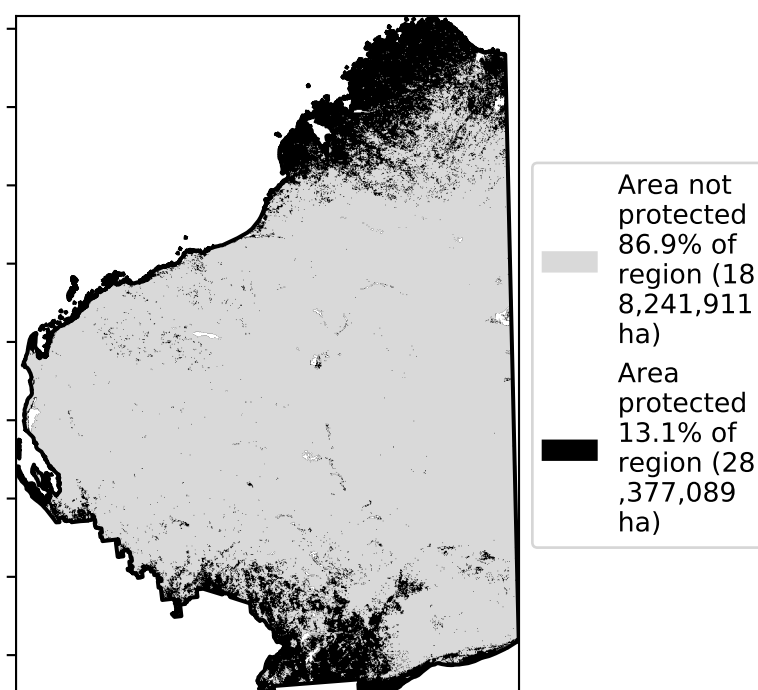 Area not
protected
86.9% of
region (18
8,241,911
ha)
Area
protected
13.1% of
region (28
,377,089
ha)